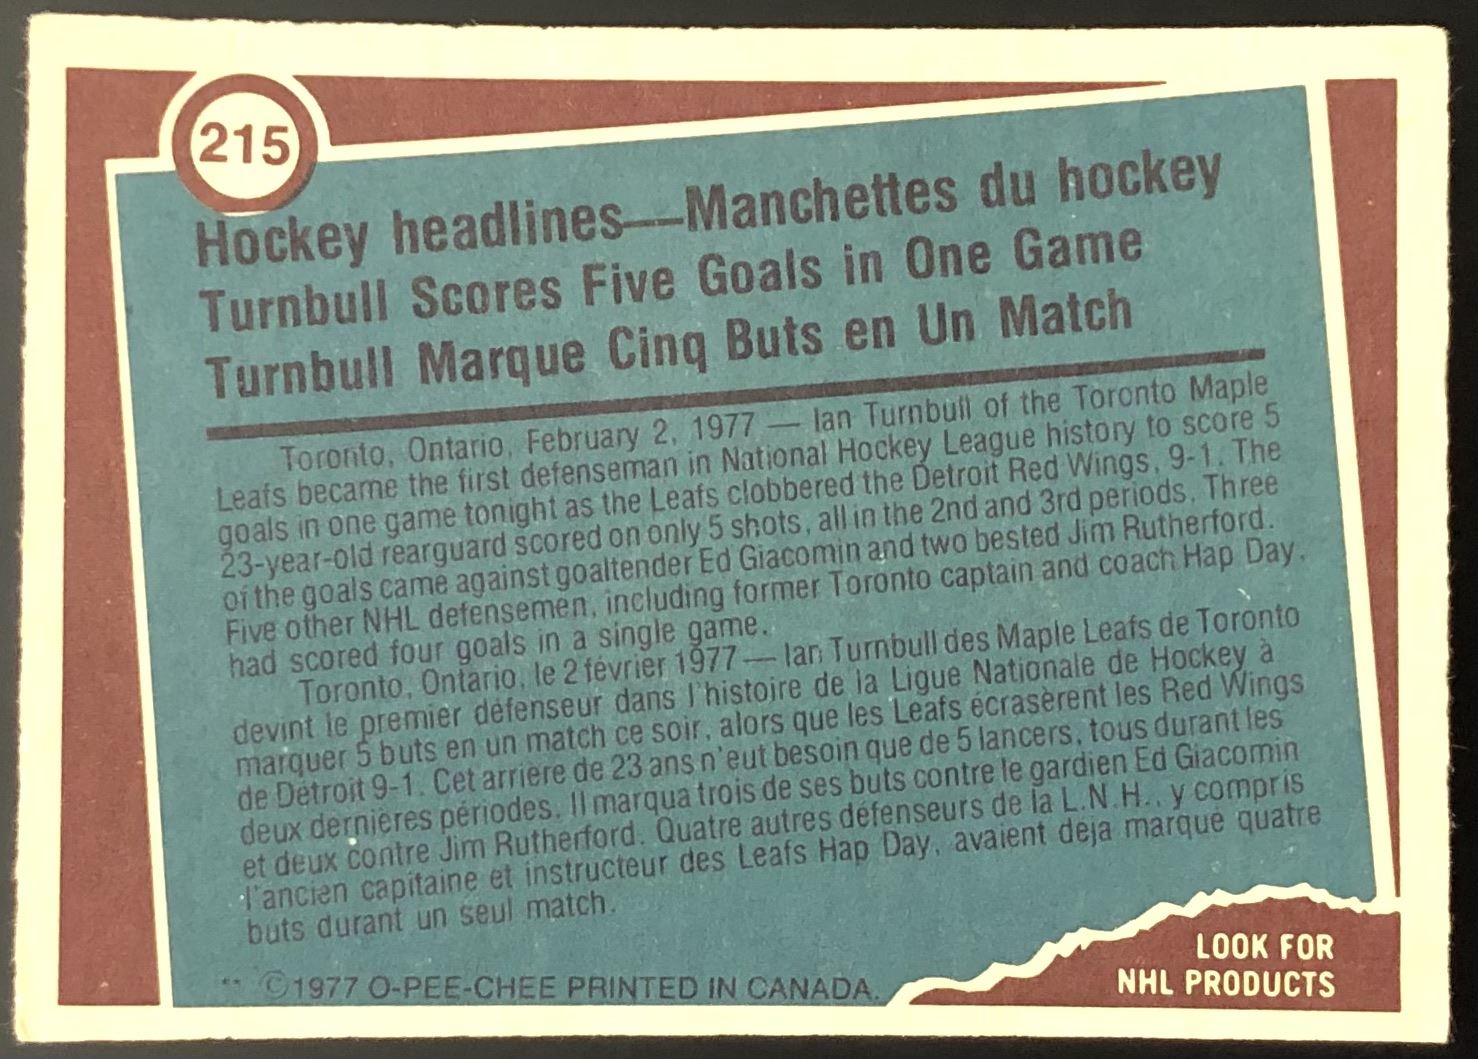 215
Hockey headlines—Manchettes du hockey
Turnbull Scores Five Goals in One Game
Turnbull Marque Cinq Buts en Un Match
Toronto, Ontario, February 2, 1977 — Ian Turnbull of the Toronto Maple
Leafs became the first defenseman in National Hockey League history to score 5
goals in one game tonight as the Leafs clobbered the Detroit Red Wings, 9-1. The
23-year-old rearguard scored on only 5 shots, all in the 2nd and 3rd periods. Three
of the goals came against goaltender Ed Giacomin and two bested Jim Rutherford.
Five other NHL defensemen, including former Toronto captain and coach Hap Day,
had scored four goals in a single game.
Toronto, Ontario, le 2 février 1977 — Ian Turnbull des Maple Leafs de Toronto
devint le premier défenseur dans l'histoire de la Ligue Nationale de Hockey à
marquer 5 buts en un match ce soir, alors que les Leafs écrasèrent les Red Wings
de Détroit 9-1. Cet arrière de 23 ans n'eut besoin que de 5 lancers, tous durant les
deux dernières périodes. Il marqua trois de ses buts contre le gardien Ed Giacomin
et deux contre Jim Rutherford. Quatre autres défenseurs de la L.N.H., y compris
l'ancien capitaine et instructeur des Leafs Hap Day, avaient déja marqué quatre
buts durant un seul match.
** ©1977 O-PEE-CHEE PRINTED IN CANADA.
LOOK FOR
NHL PRODUCTS